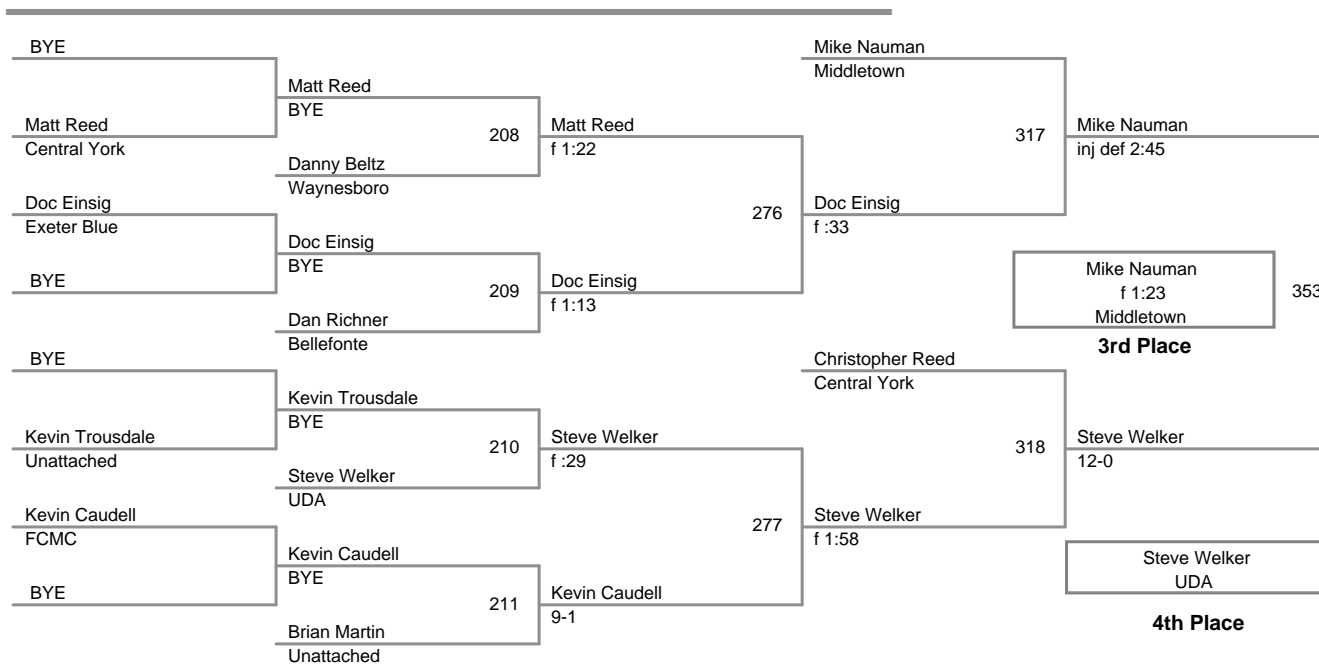 BYE
Mike Nauman
Middletown
Matt Reed
BYE
Matt Reed
Central York
208
Matt Reed
f 1:22
317
Mike Nauman
inj def 2:45
Danny Beltz
Waynesboro
Doc Einsig
Exeter Blue
276
Doc Einsig
f :33
Doc Einsig
BYE
BYE
209
Doc Einsig
f 1:13
Mike Nauman
f 1:23
Middletown
353
3rd Place
Dan Richner
Bellefonte
BYE
Christopher Reed
Central York
Kevin Trousdale
BYE
Kevin Trousdale
Unattached
210
Steve Welker
f :29
318
Steve Welker
12-0
Steve Welker
UDA
Kevin Caudell
FCMC
277
Steve Welker
f 1:58
Kevin Caudell
BYE
Steve Welker
UDA
BYE
211
Kevin Caudell
9-1
4th Place
Brian Martin
Unattached